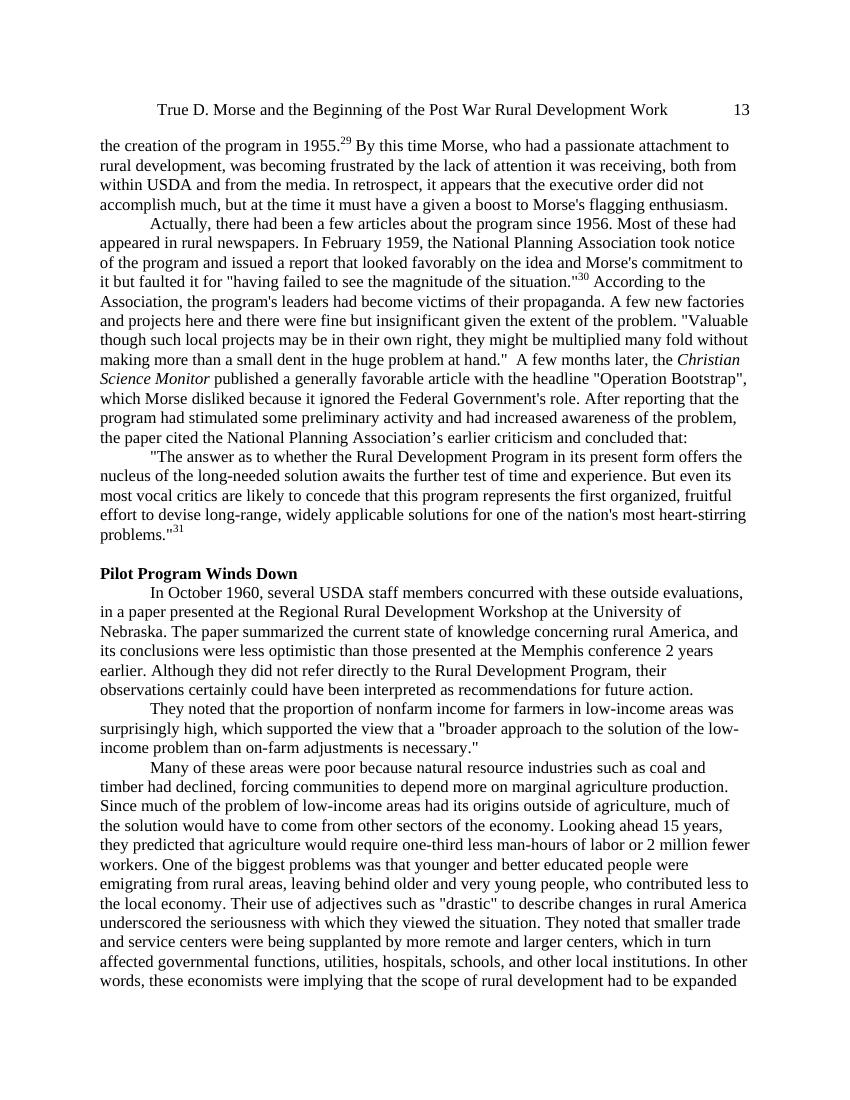 True D. Morse and the Beginning of the Post War Rural Development Work 13
the creation of the program in 1955.29 By this time Morse, who had a passionate attachment to
rural development, was becoming frustrated by the lack of attention it was receiving, both from
within USDA and from the media. In retrospect, it appears that the executive order did not
accomplish much, but at the time it must have a given a boost to Morse's flagging enthusiasm.
Actually, there had been a few articles about the program since 1956. Most of these had
appeared in rural newspapers. In February 1959, the National Planning Association took notice
of the program and issued a report that looked favorably on the idea and Morse's commitment to
it but faulted it for "having failed to see the magnitude of the situation."30 According to the
Association, the program's leaders had become victims of their propaganda. A few new factories
and projects here and there were fine but insignificant given the extent of the problem. "Valuable
though such local projects may be in their own right, they might be multiplied many fold without
making more than a small dent in the huge problem at hand."  A few months later, the Christian
Science Monitor published a generally favorable article with the headline "Operation Bootstrap",
which Morse disliked because it ignored the Federal Government's role. After reporting that the
program had stimulated some preliminary activity and had increased awareness of the problem,
the paper cited the National Planning Association’s earlier criticism and concluded that:
"The answer as to whether the Rural Development Program in its present form offers the
nucleus of the long-needed solution awaits the further test of time and experience. But even its
most vocal critics are likely to concede that this program represents the first organized, fruitful
effort to devise long-range, widely applicable solutions for one of the nation's most heart-stirring
problems."31
Pilot Program Winds Down
In October 1960, several USDA staff members concurred with these outside evaluations,
in a paper presented at the Regional Rural Development Workshop at the University of
Nebraska. The paper summarized the current state of knowledge concerning rural America, and
its conclusions were less optimistic than those presented at the Memphis conference 2 years
earlier. Although they did not refer directly to the Rural Development Program, their
observations certainly could have been interpreted as recommendations for future action.
They noted that the proportion of nonfarm income for farmers in low-income areas was
surprisingly high, which supported the view that a "broader approach to the solution of the low-
income problem than on-farm adjustments is necessary."
Many of these areas were poor because natural resource industries such as coal and
timber had declined, forcing communities to depend more on marginal agriculture production.
Since much of the problem of low-income areas had its origins outside of agriculture, much of
the solution would have to come from other sectors of the economy. Looking ahead 15 years,
they predicted that agriculture would require one-third less man-hours of labor or 2 million fewer
workers. One of the biggest problems was that younger and better educated people were
emigrating from rural areas, leaving behind older and very young people, who contributed less to
the local economy. Their use of adjectives such as "drastic" to describe changes in rural America
underscored the seriousness with which they viewed the situation. They noted that smaller trade
and service centers were being supplanted by more remote and larger centers, which in turn
affected governmental functions, utilities, hospitals, schools, and other local institutions. In other
words, these economists were implying that the scope of rural development had to be expanded